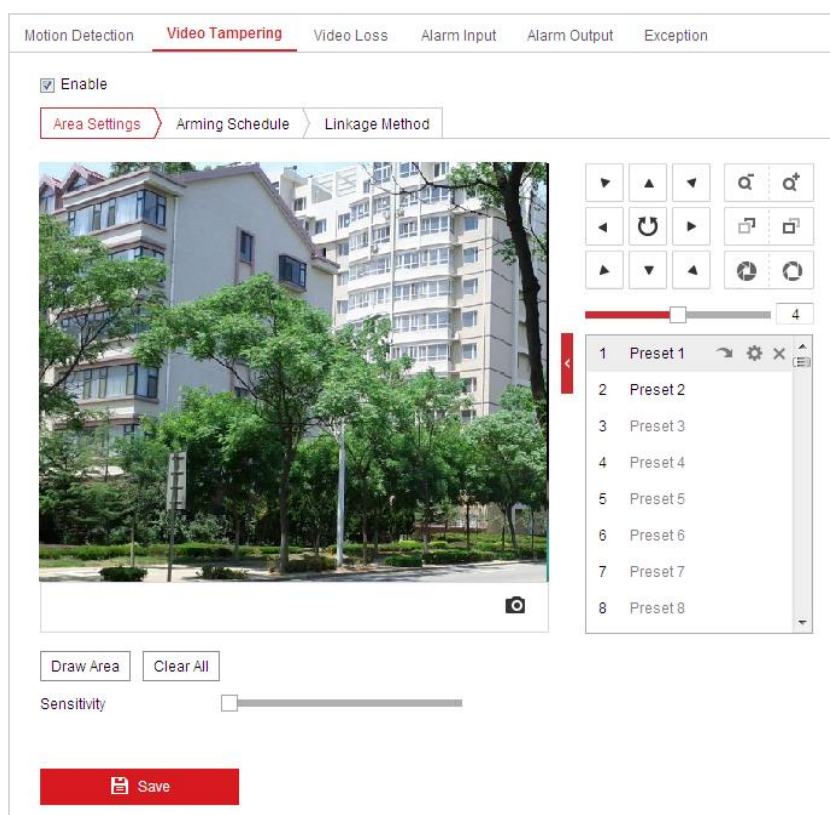 Motion Detection Video Tampering Video Loss Alarm Input Alarm Output Exception
Enable
Area Settings Arming Schedule Linkage Method
4
1 Preset 1
2 Preset 2
3 Preset 3
4 Preset 4
5 Preset 5
6 Preset 6
7 Preset 7
8 Preset 8
Draw Area Clear All
Sensitivity
Save